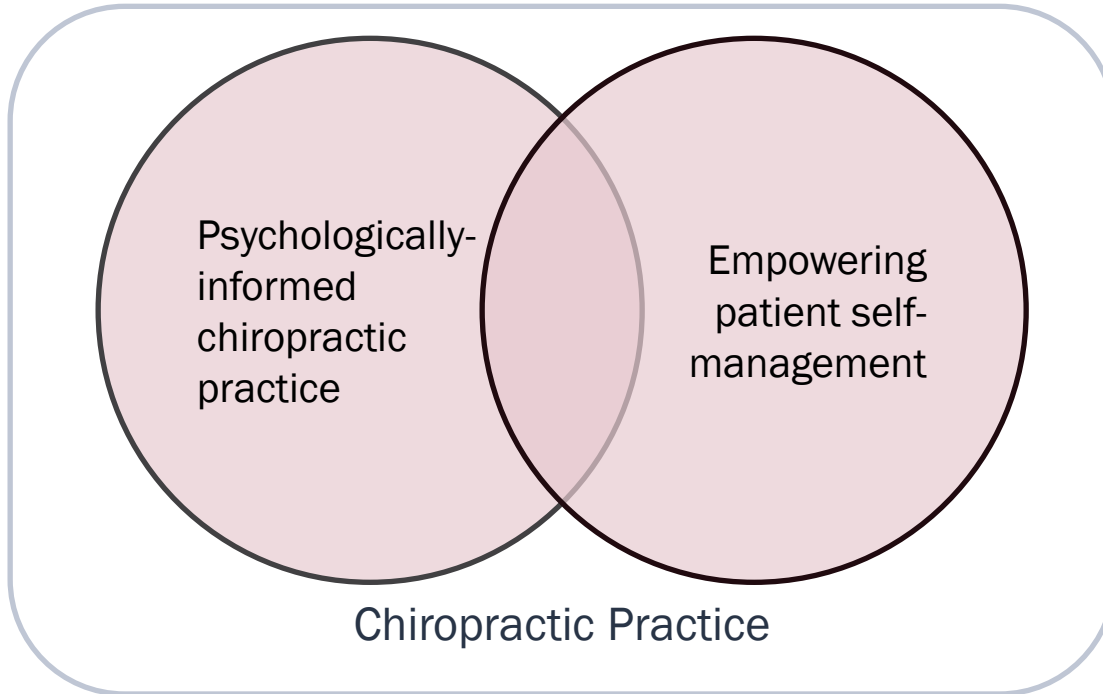 Psychologically-
informed
chiropractic
practice
Empowering
patient self-
management
Chiropractic Practice